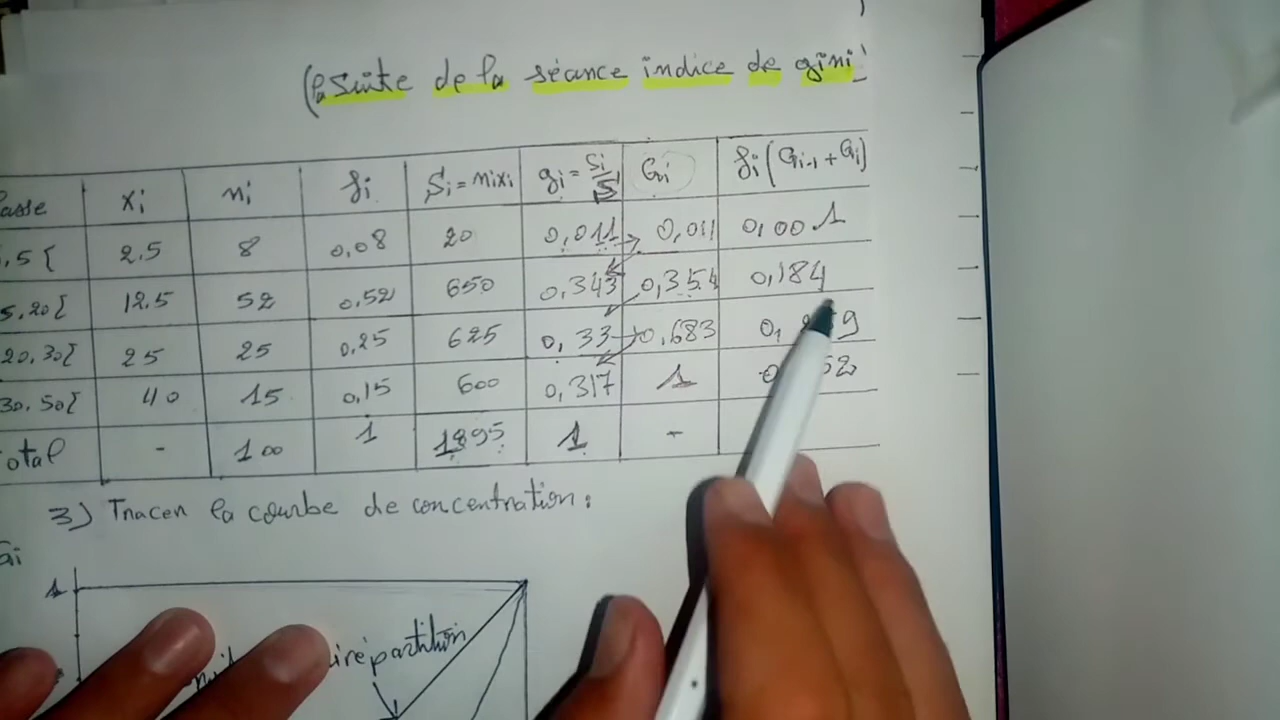 (la suite de la séance indice de gini)
xi ni fi Si = nixi gi = Si/S Gi fi(Gi-1 + Gi)
,5[ 2.5 8 0,08 20 0,011 0,011 0,001
5,20[ 12.5 52 0,52 650 0,343 0,354 0,184
20,30[ 25 25 0,25 625 0,33 0,683
30,50[ 40 15 0,15 600 0,317 1
otal - 100 1 1895 1 -
3) Tracer la courbe de concentration :
Gi
1